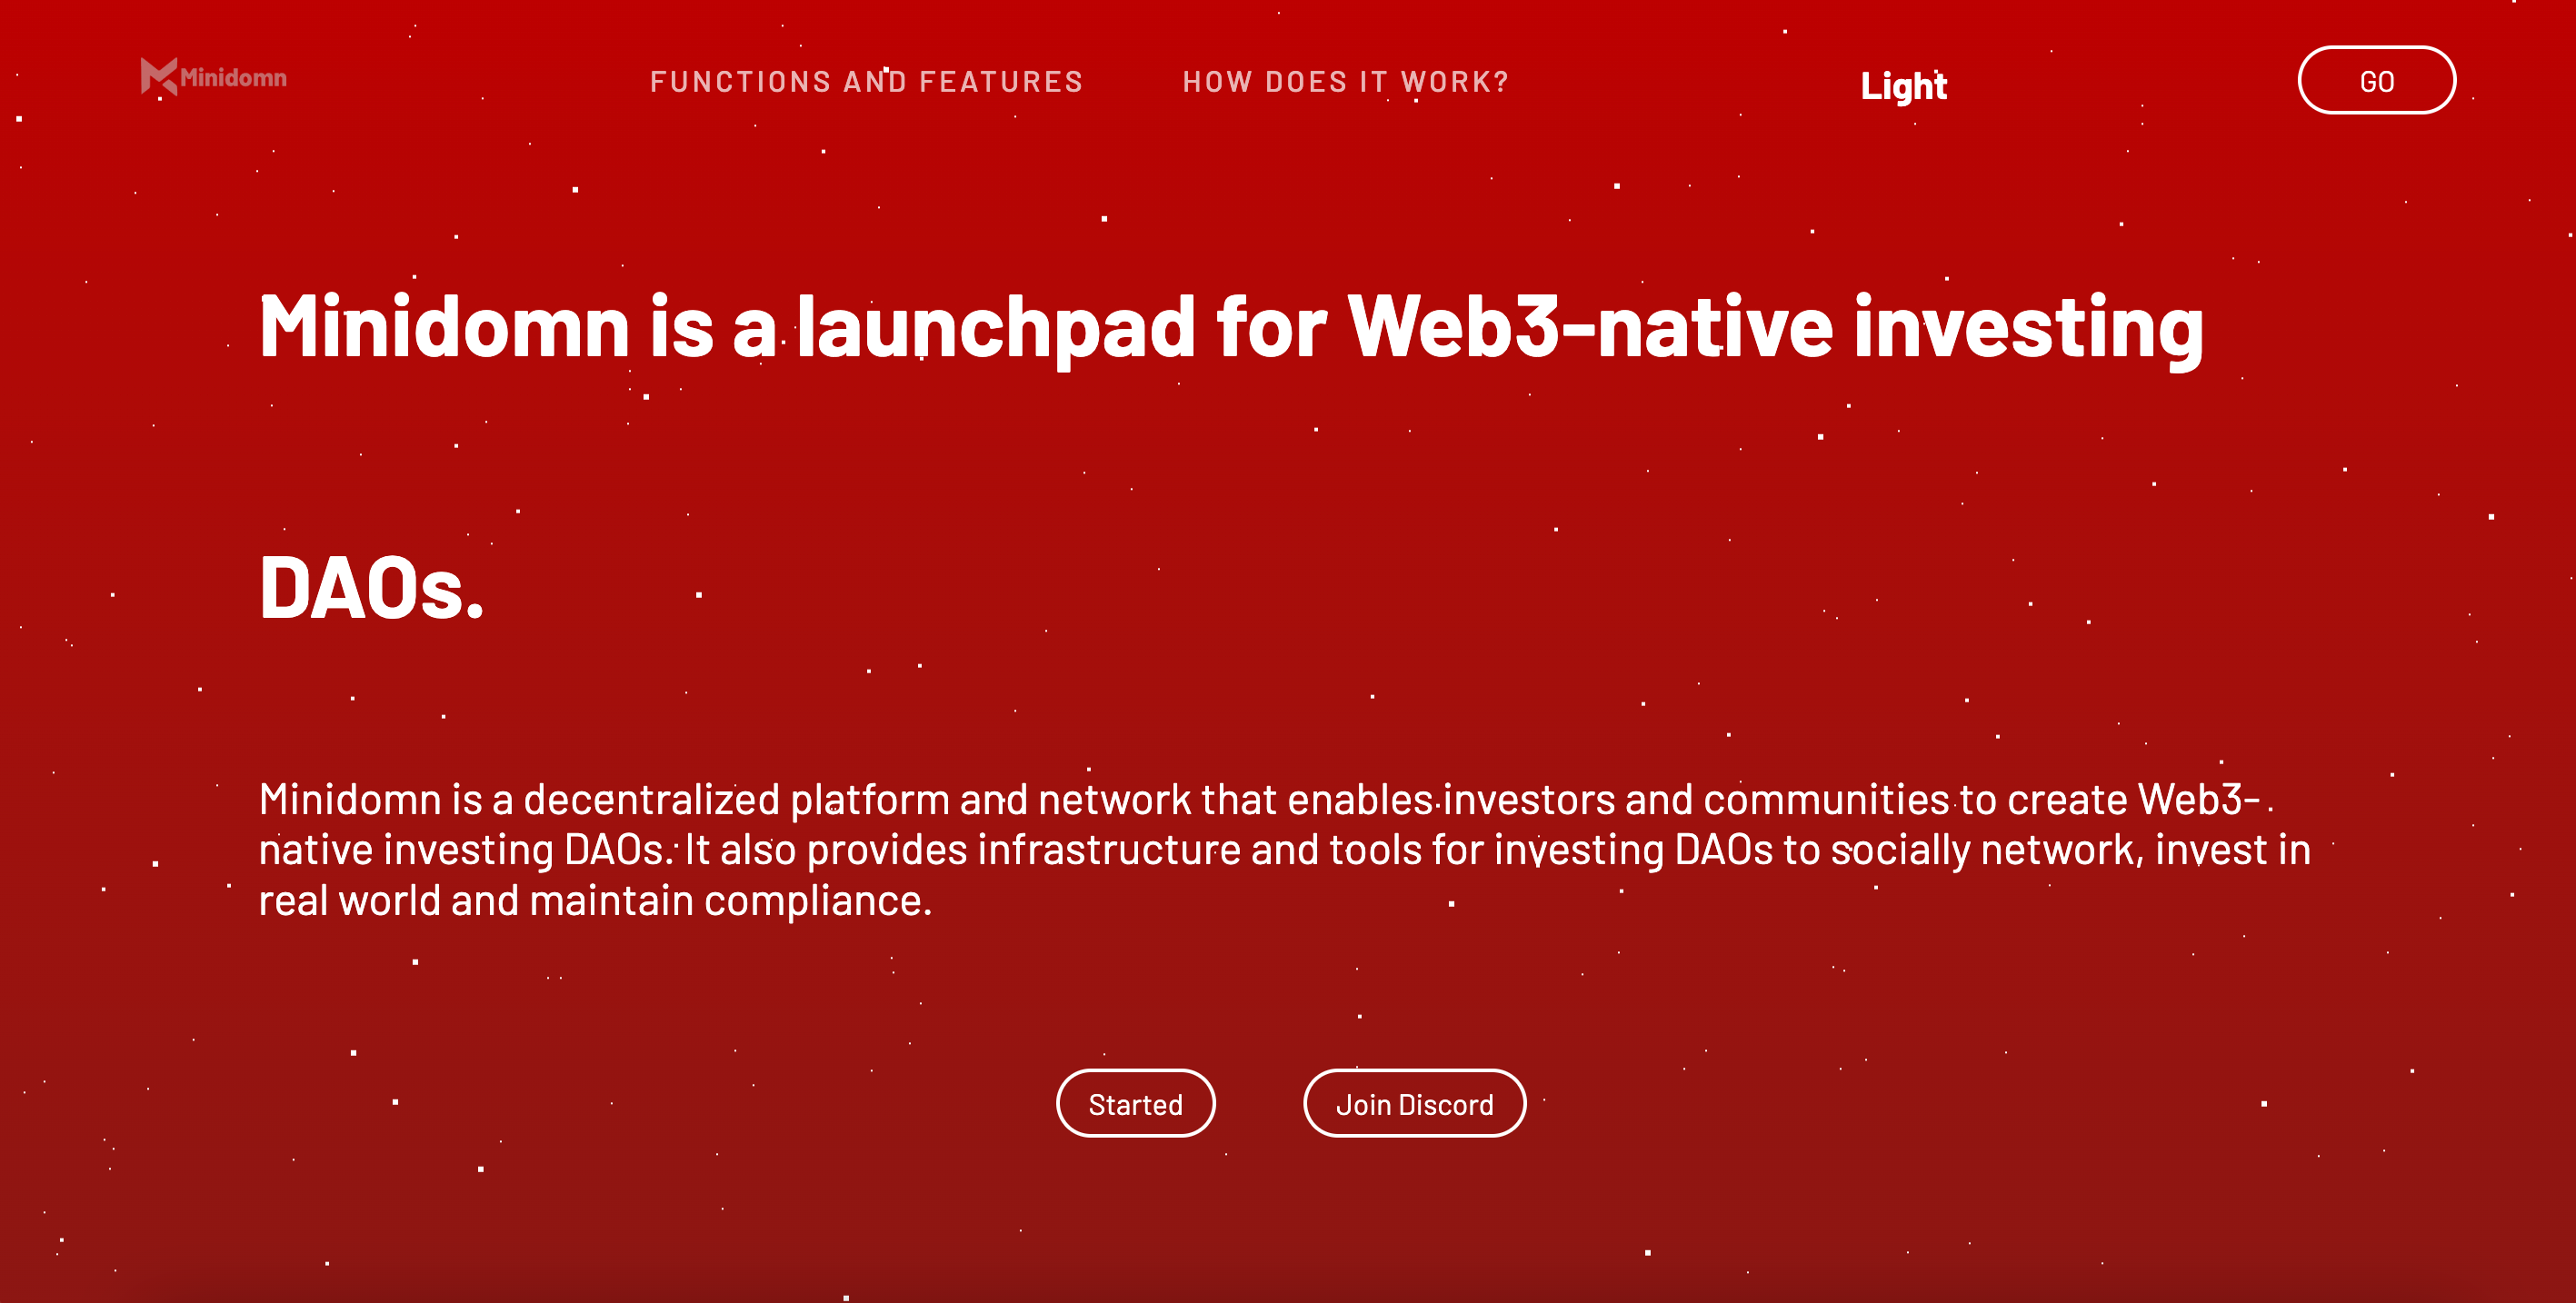 Minidomn
FUNCTIONS AND FEATURES
HOW DOES IT WORK?
Light
GO
Minidomn is a launchpad for Web3-native investing
DAOs.
Minidomn is a decentralized platform and network that enables investors and communities to create Web3-
native investing DAOs. It also provides infrastructure and tools for investing DAOs to socially network, invest in
real world and maintain compliance.
Started
Join Discord